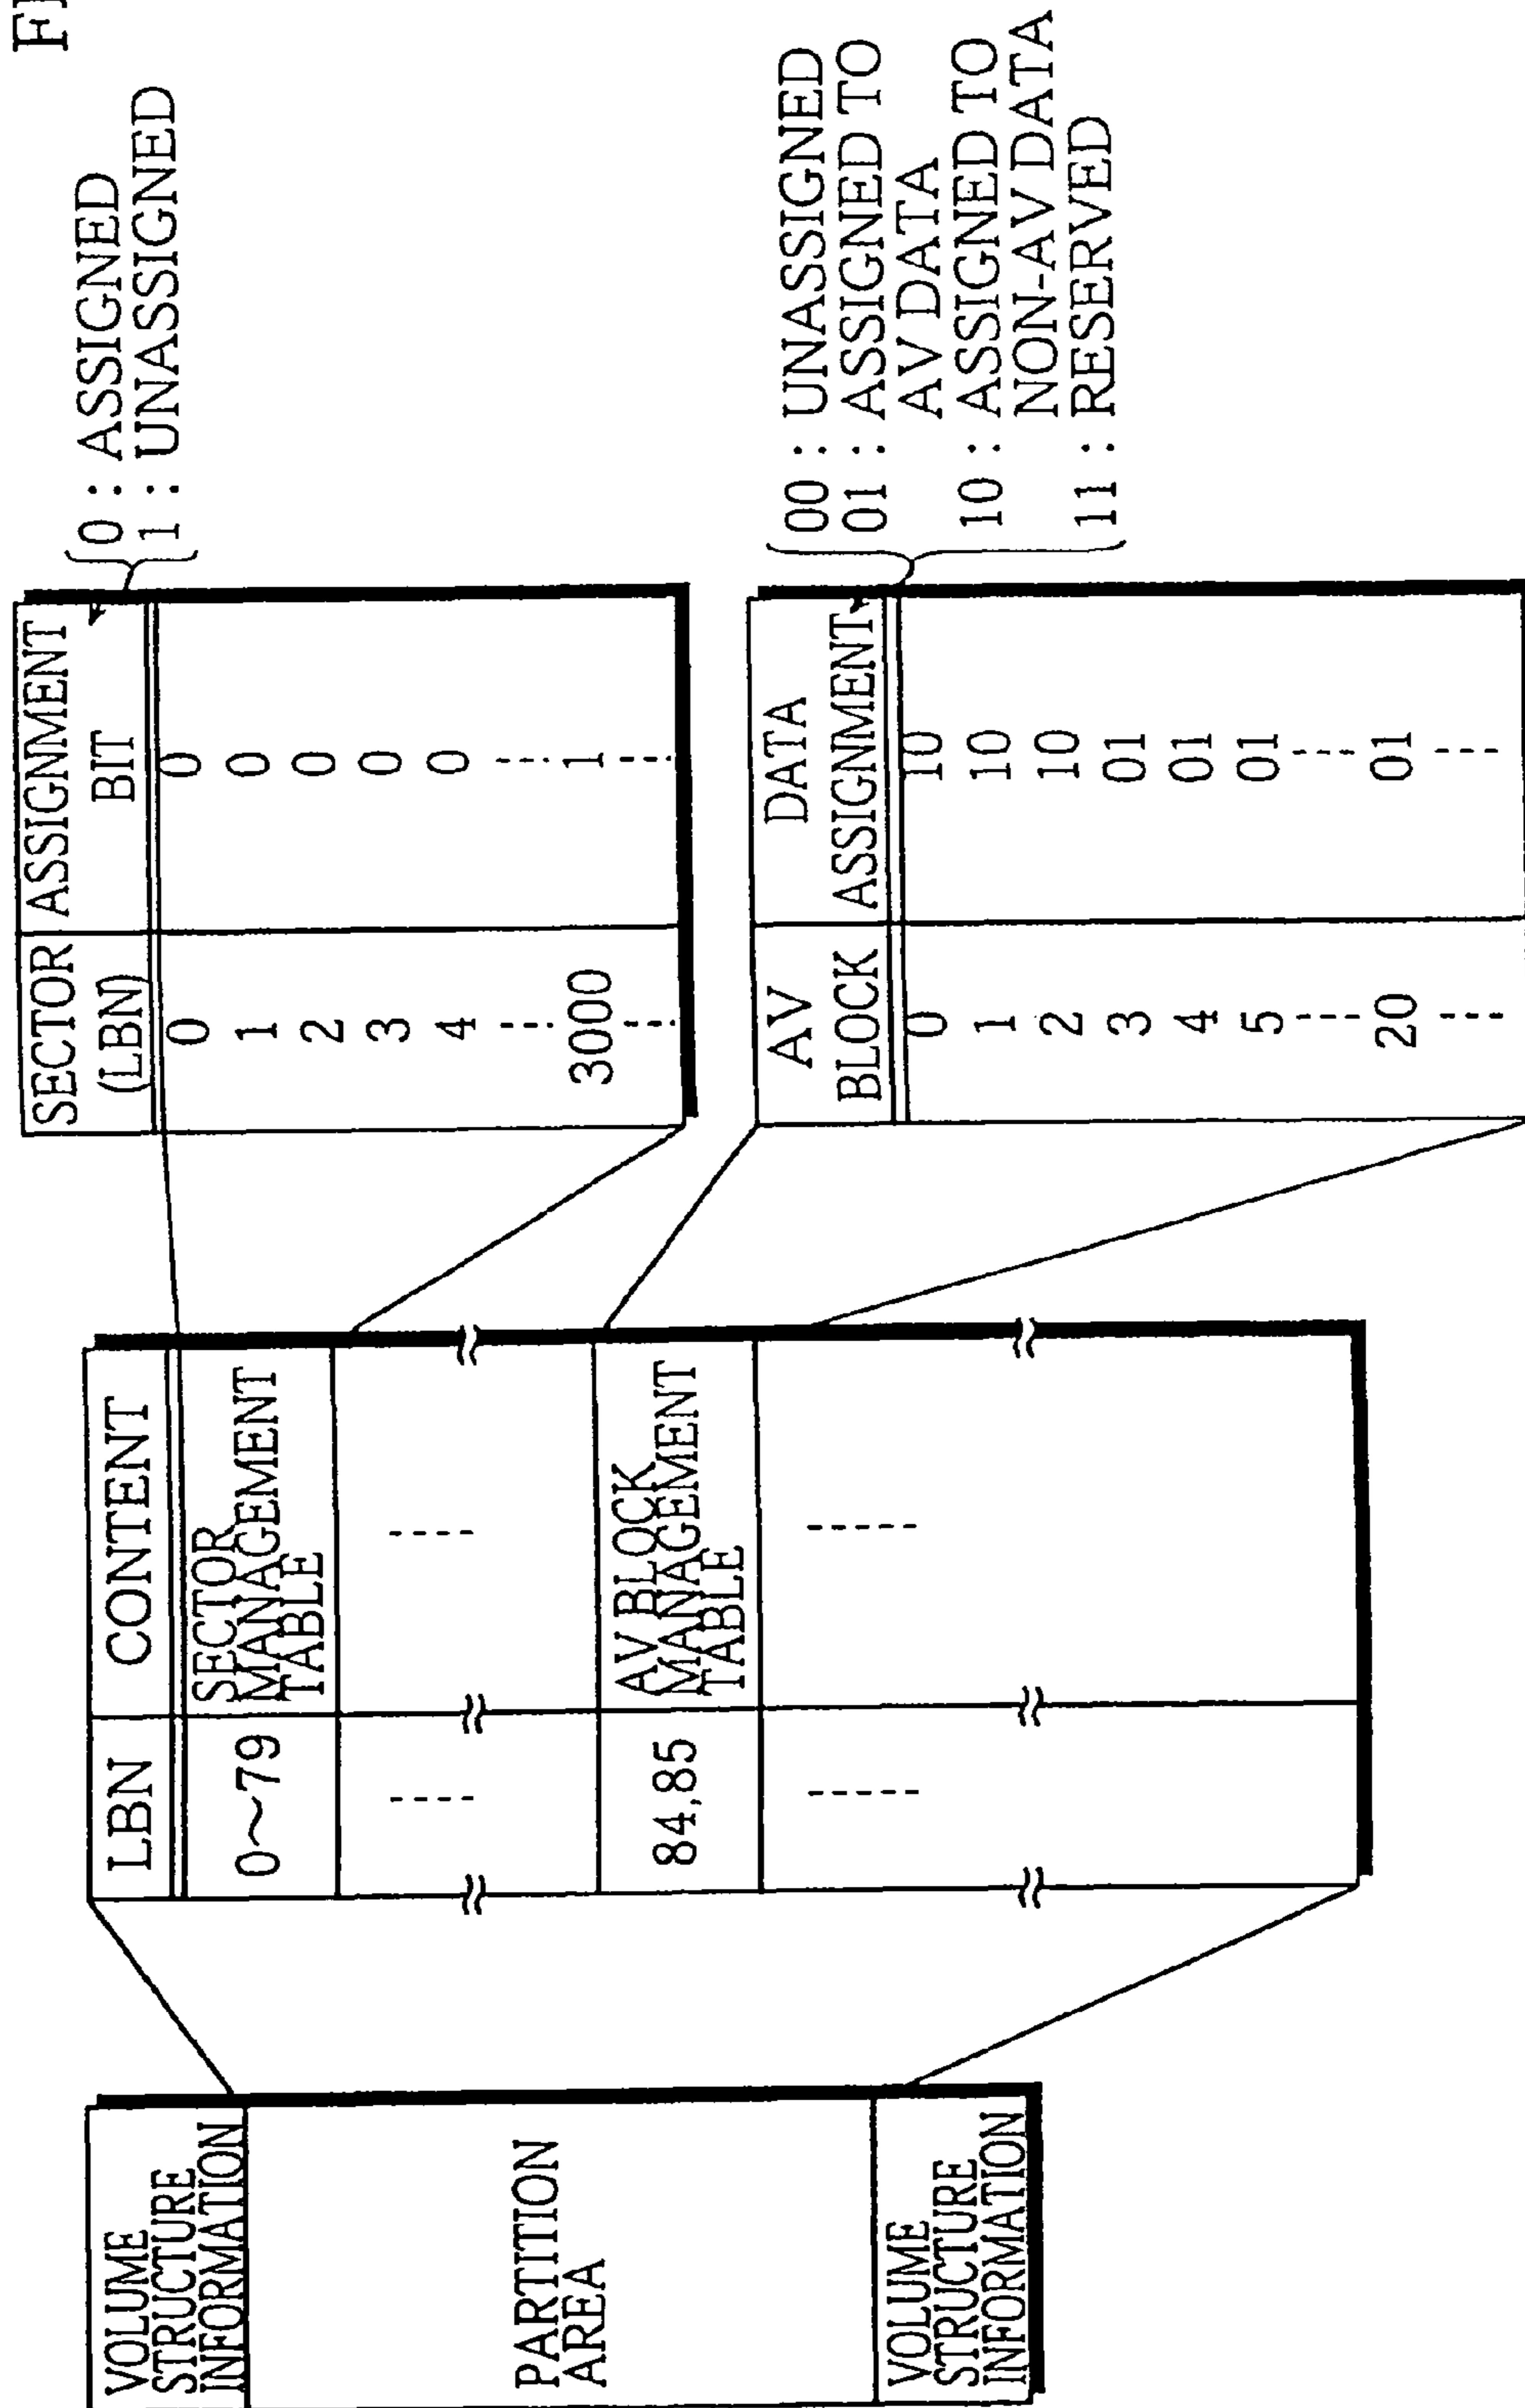 VOLUME
STRUCTURE
INFORMATION
PARTITION
AREA
VOLUME
STRUCTURE
INFORMATION
LBN CONTENT
0~79 SECTOR
MANAGEMENT
TABLE
84,85 AV BLOCK
MANAGEMENT
TABLE
SECTOR ASSIGNMENT
(LBN) BIT
0 0
1 0
2 0
3 0
4 0
3000 1
0 : ASSIGNED
1 : UNASSIGNED
AV DATA
BLOCK ASSIGNMENT
0 10
1 10
2 10
3 01
4 01
5 01
20 01
00 : UNASSIGNED
01 : ASSIGNED TO
AV DATA
10 : ASSIGNED TO
NON-AV DATA
11 : RESERVED